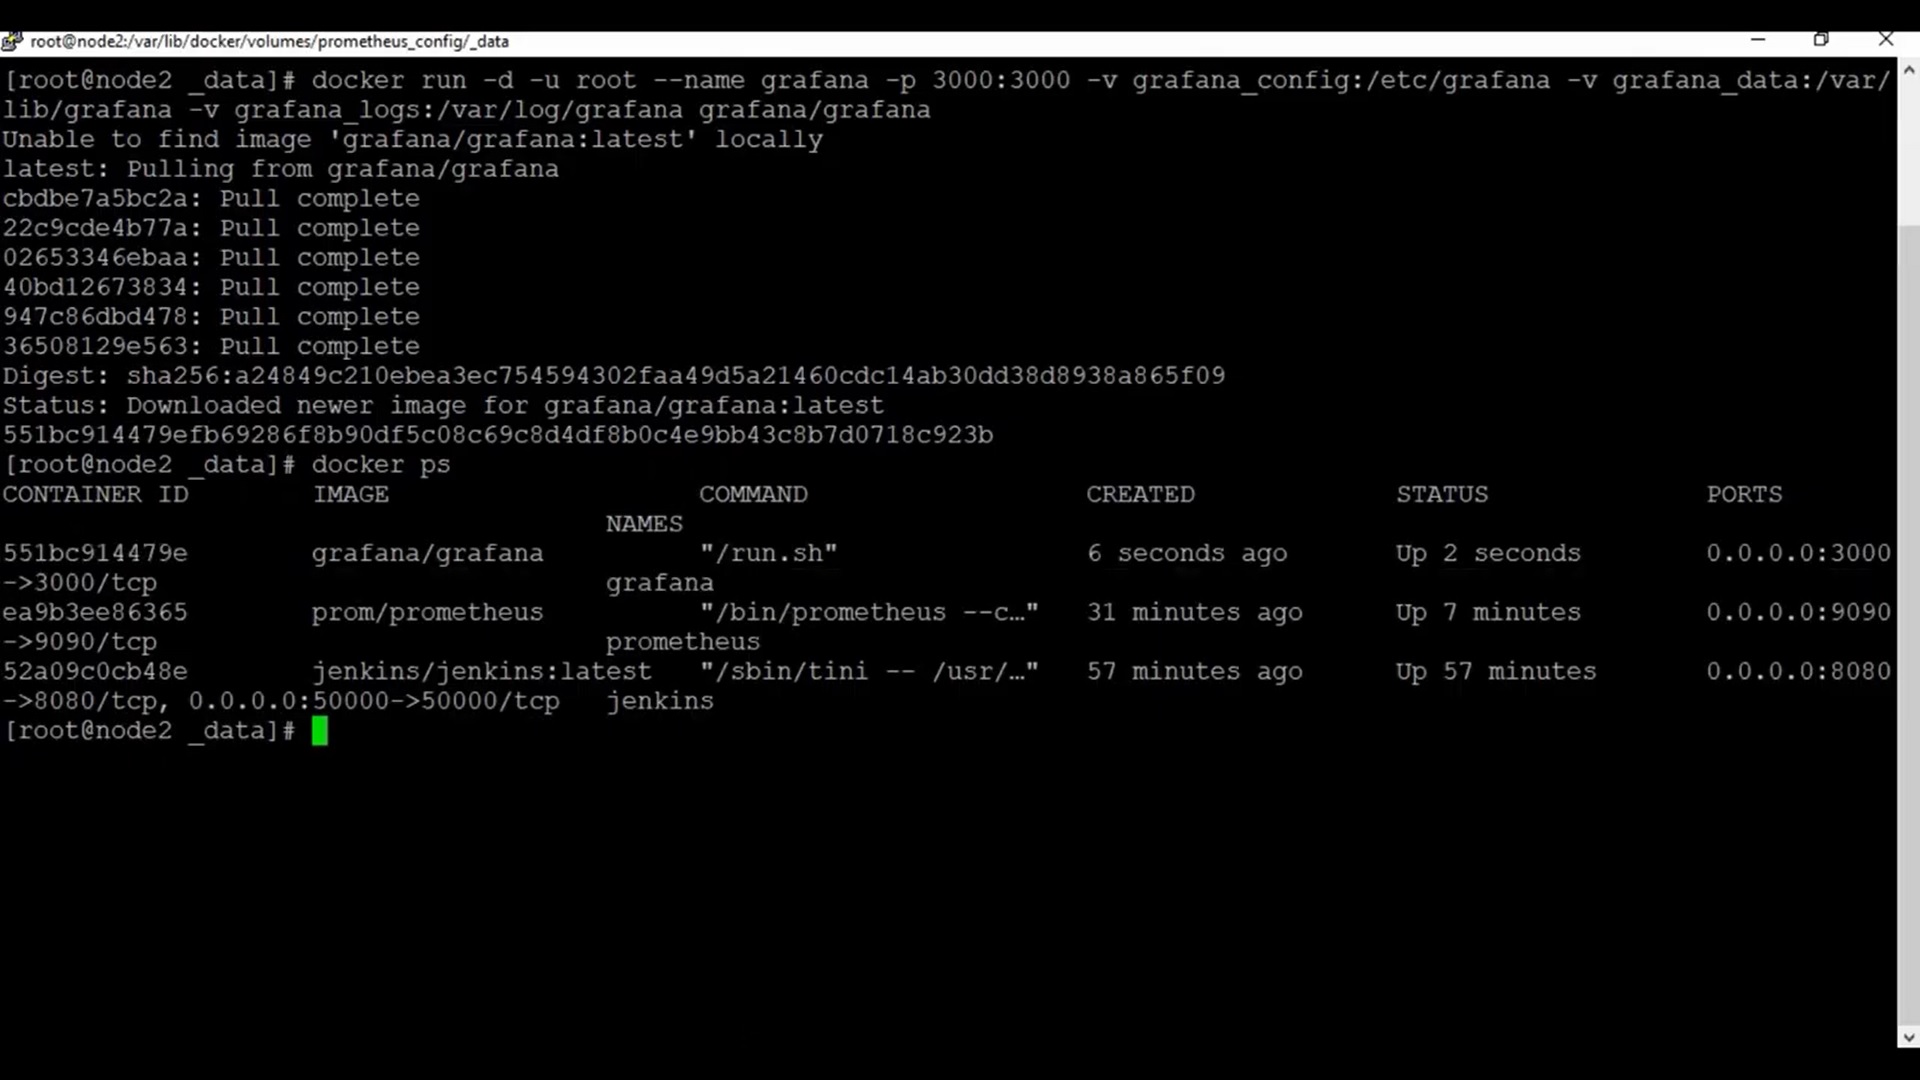 root@node2:/var/lib/docker/volumes/prometheus_config/_data
[root@node2 _data]# docker run -d -u root --name grafana -p 3000:3000 -v grafana_config:/etc/grafana -v grafana_data:/var/
lib/grafana -v grafana_logs:/var/log/grafana grafana/grafana
Unable to find image 'grafana/grafana:latest' locally
latest: Pulling from grafana/grafana
cbdbe7a5bc2a: Pull complete
22c9cde4b77a: Pull complete
02653346ebaa: Pull complete
40bd12673834: Pull complete
947c86dbd478: Pull complete
36508129e563: Pull complete
Digest: sha256:a24849c210ebea3ec754594302faa49d5a21460cdc14ab30dd38d8938a865f09
Status: Downloaded newer image for grafana/grafana:latest
551bc914479efb69286f8b90df5c08c69c8d4df8b0c4e9bb43c8b7d0718c923b
[root@node2 _data]# docker ps
CONTAINER ID        IMAGE                    COMMAND                  CREATED             STATUS              PORTS
                                       NAMES
551bc914479e        grafana/grafana          "/run.sh"                6 seconds ago       Up 2 seconds        0.0.0.0:3000
->3000/tcp                             grafana
ea9b3ee86365        prom/prometheus          "/bin/prometheus --c…"   31 minutes ago      Up 7 minutes        0.0.0.0:9090
->9090/tcp                             prometheus
52a09c0cb48e        jenkins/jenkins:latest   "/sbin/tini -- /usr/…"   57 minutes ago      Up 57 minutes       0.0.0.0:8080
->8080/tcp, 0.0.0.0:50000->50000/tcp   jenkins
[root@node2 _data]#